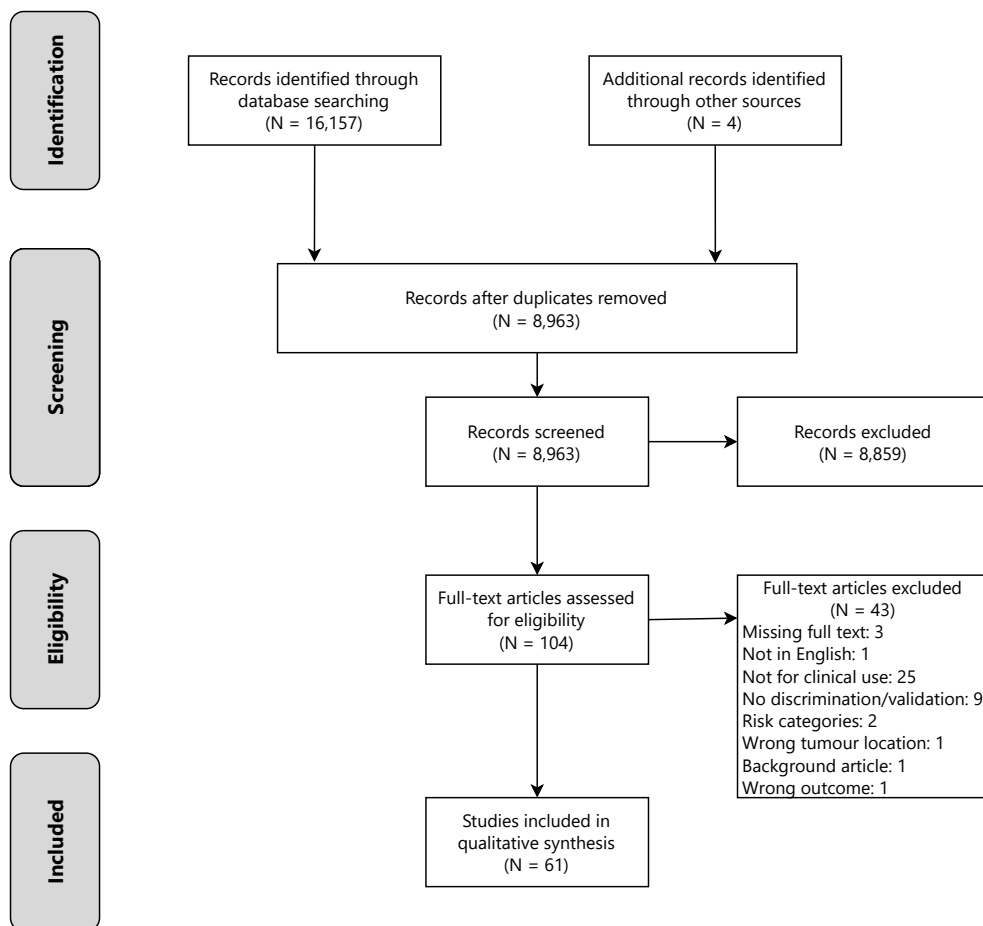 Identification
Records identified through
database searching
(N = 16,157)
Additional records identified
through other sources
(N = 4)
Screening
Records after duplicates removed
(N = 8,963)
Records screened
(N = 8,963)
Records excluded
(N = 8,859)
Eligibility
Full-text articles assessed
for eligibility
(N = 104)
Full-text articles excluded
(N = 43)
Missing full text: 3
Not in English: 1
Not for clinical use: 25
No discrimination/validation: 9
Risk categories: 2
Wrong tumour location: 1
Background article: 1
Wrong outcome: 1
Included
Studies included in
qualitative synthesis
(N = 61)